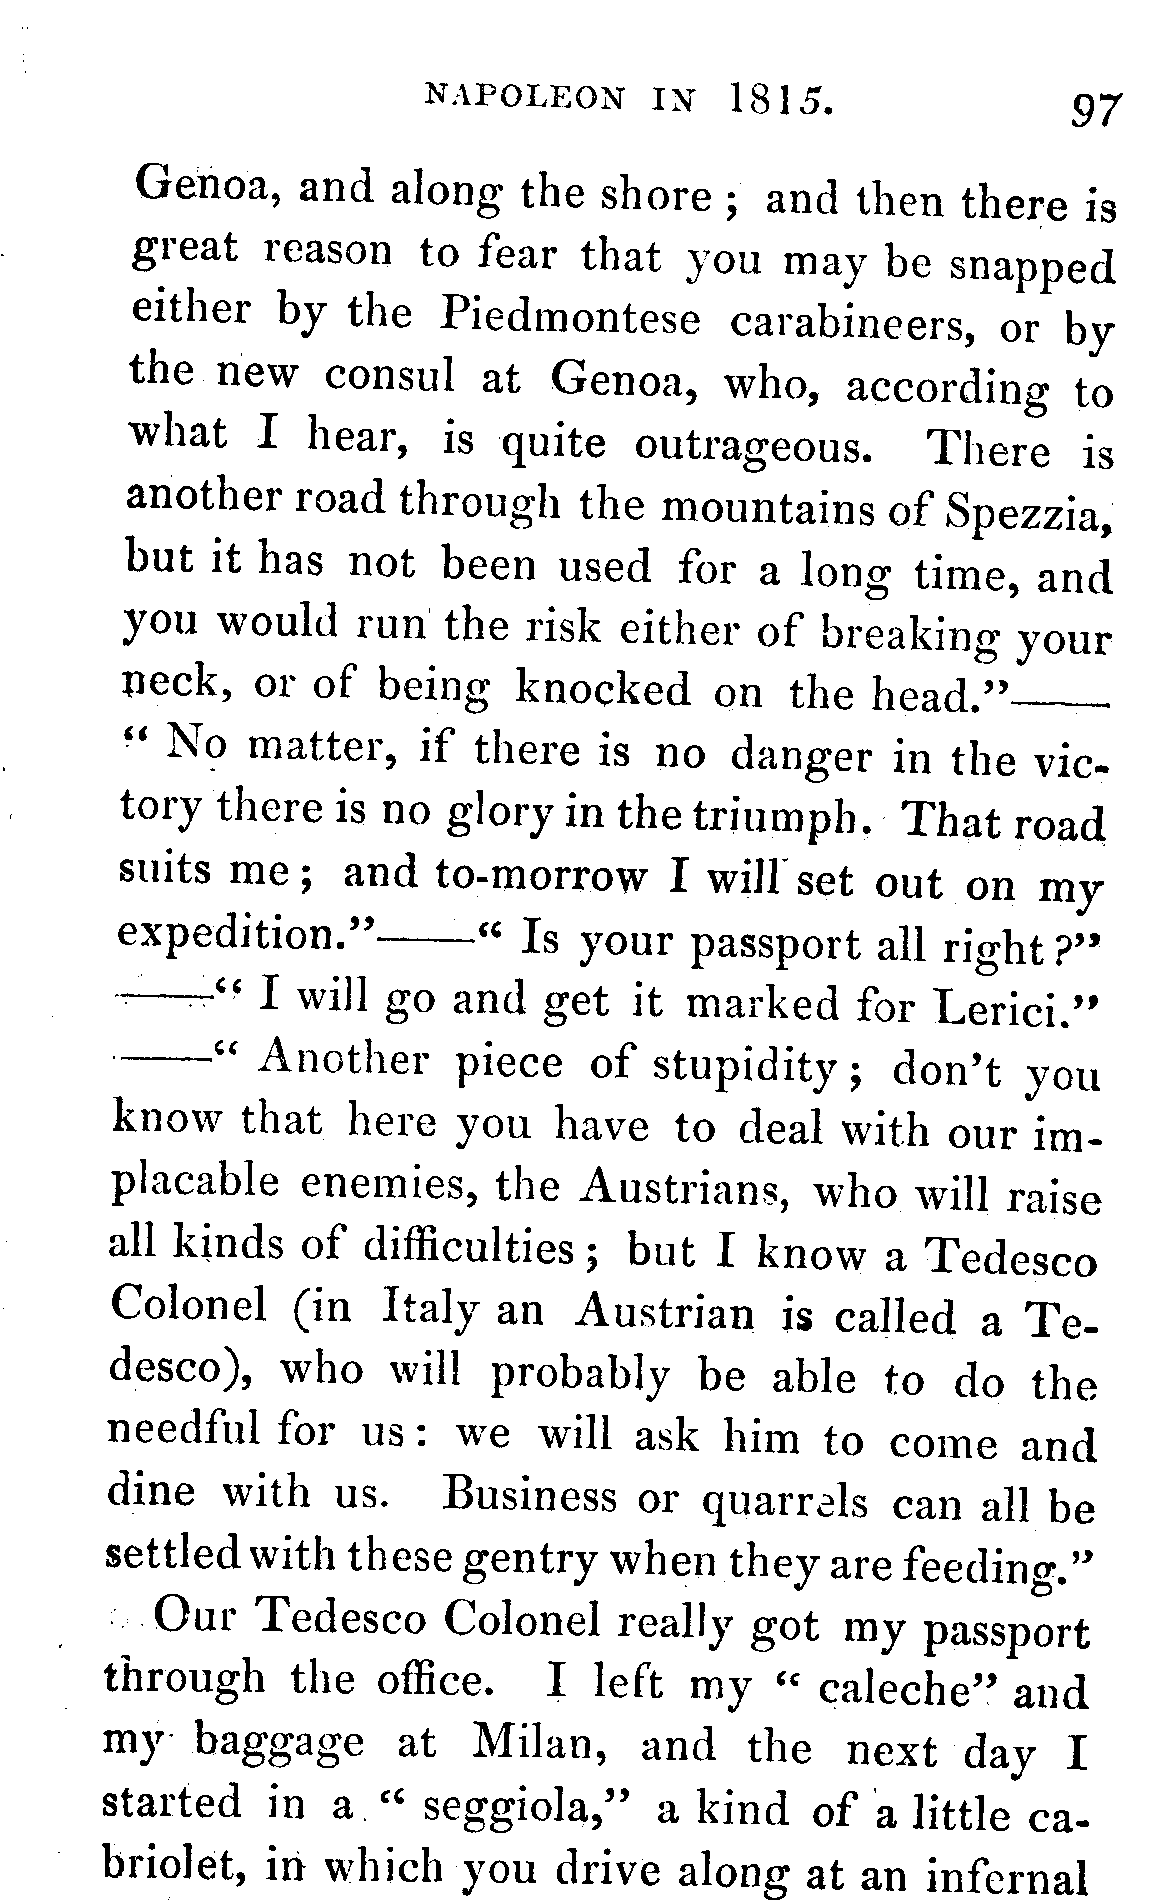 NAPOLEON IN 1815. 97
Genoa, and along the shore ; and then there is
great reason to fear that you may be snapped
either by the Piedmontese carabineers, or by
the new consul at Genoa, who, according to
what I hear, is quite outrageous. There is
another road through the mountains of Spezzia,
but it has not been used for a long time, and
you would run the risk either of breaking your
neck, or of being knocked on the head.”——
“ No matter, if there is no danger in the vic-
tory there is no glory in the triumph. That road
suits me ; and to-morrow I will set out on my
expedition.”——“ Is your passport all right ?”
——“ I will go and get it marked for Lerici.”
——“ Another piece of stupidity ; don’t you
know that here you have to deal with our im-
placable enemies, the Austrians, who will raise
all kinds of difficulties ; but I know a Tedesco
Colonel (in Italy an Austrian is called a Te-
desco), who will probably be able to do the
needful for us : we will ask him to come and
dine with us. Business or quarrels can all be
settled with these gentry when they are feeding.”
Our Tedesco Colonel really got my passport
through the office. I left my “ caleche” and
my baggage at Milan, and the next day I
started in a “ seggiola,” a kind of a little ca-
briolet, in which you drive along at an infernal